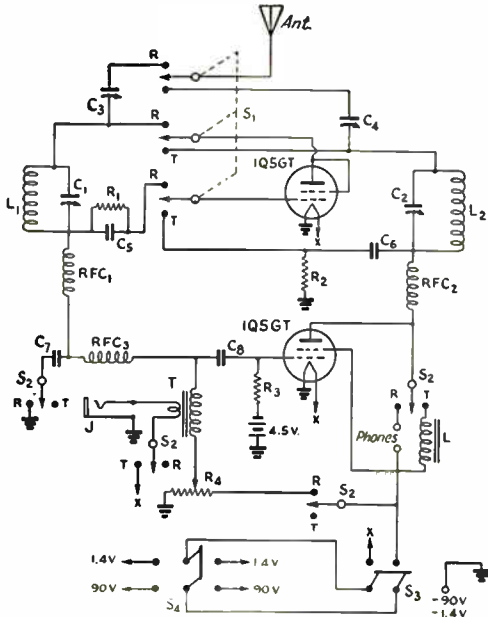 Ant.
R
C3
R
S1
C4
T
1Q5GT
R
L1
C1
R1
C5
T
C2
L2
X
C6
R2
RFC1
RFC2
1Q5GT
C7
RFC3
C8
S2
R T
J
T
S2
T R
X
R3
4.5V.
X
S2
R T
Phones
L
R4
R
S2
T
X
1.4V 1.4V
90V 90V
S4
S3
-90V
-1.4V